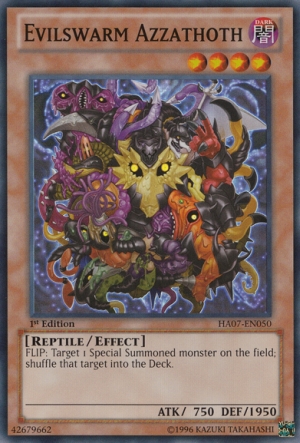 EVILSWARM AZZATHOTH
DARK
闇
1st Edition
HA07-EN050
[REPTILE / EFFECT]
FLIP: Target 1 Special Summoned monster on the field;
shuffle that target into the Deck.
ATK/ 750 DEF/1950
42679662
©1996 KAZUKI TAKAHASHI